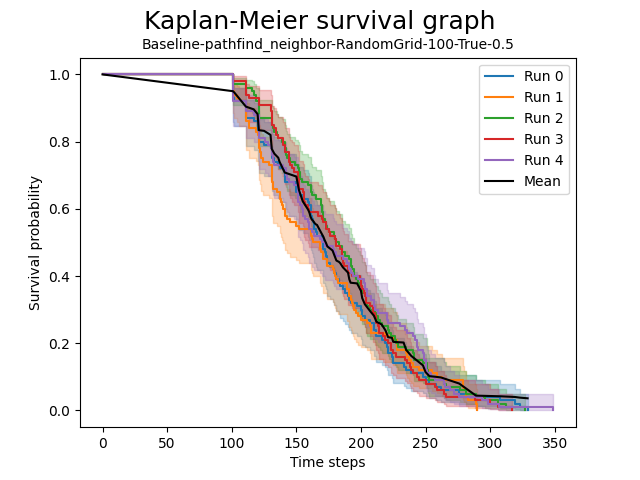 Kaplan-Meier survival graph
Baseline-pathfind_neighbor-RandomGrid-100-True-0.5
Survival probability
1.0
0.8
0.6
0.4
0.2
0.0
Run 0
Run 1
Run 2
Run 3
Run 4
Mean
0
50
100
150
200
250
300
350
Time steps